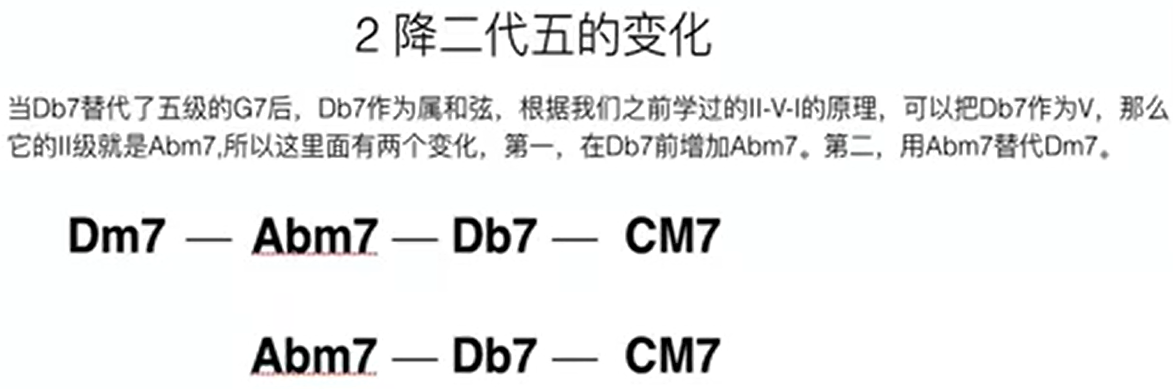 2 降二代五的变化
当Db7替代了五级的G7后，Db7作为属和弦，根据我们之前学过的II-V-I的原理，可以把Db7作为V，那么
它的II级就是Abm7,所以这里面有两个变化，第一，在Db7前增加Abm7。第二，用Abm7替代Dm7。
Dm7 — Abm7 — Db7 — CM7
Abm7 — Db7 — CM7